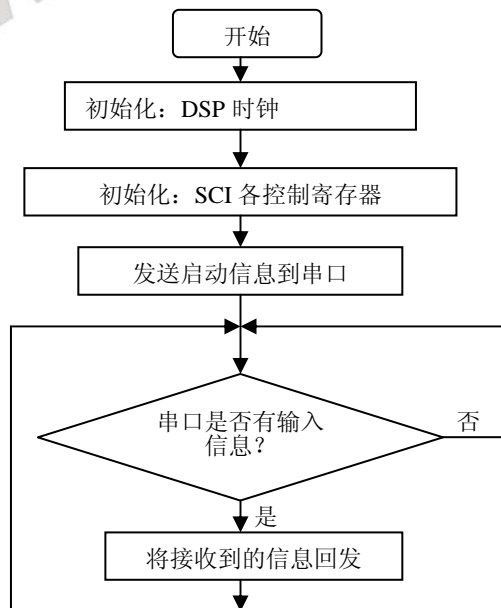 开始
初始化：DSP 时钟
初始化：SCI 各控制寄存器
发送启动信息到串口
串口是否有输入
信息？
否
是
将接收到的信息回发